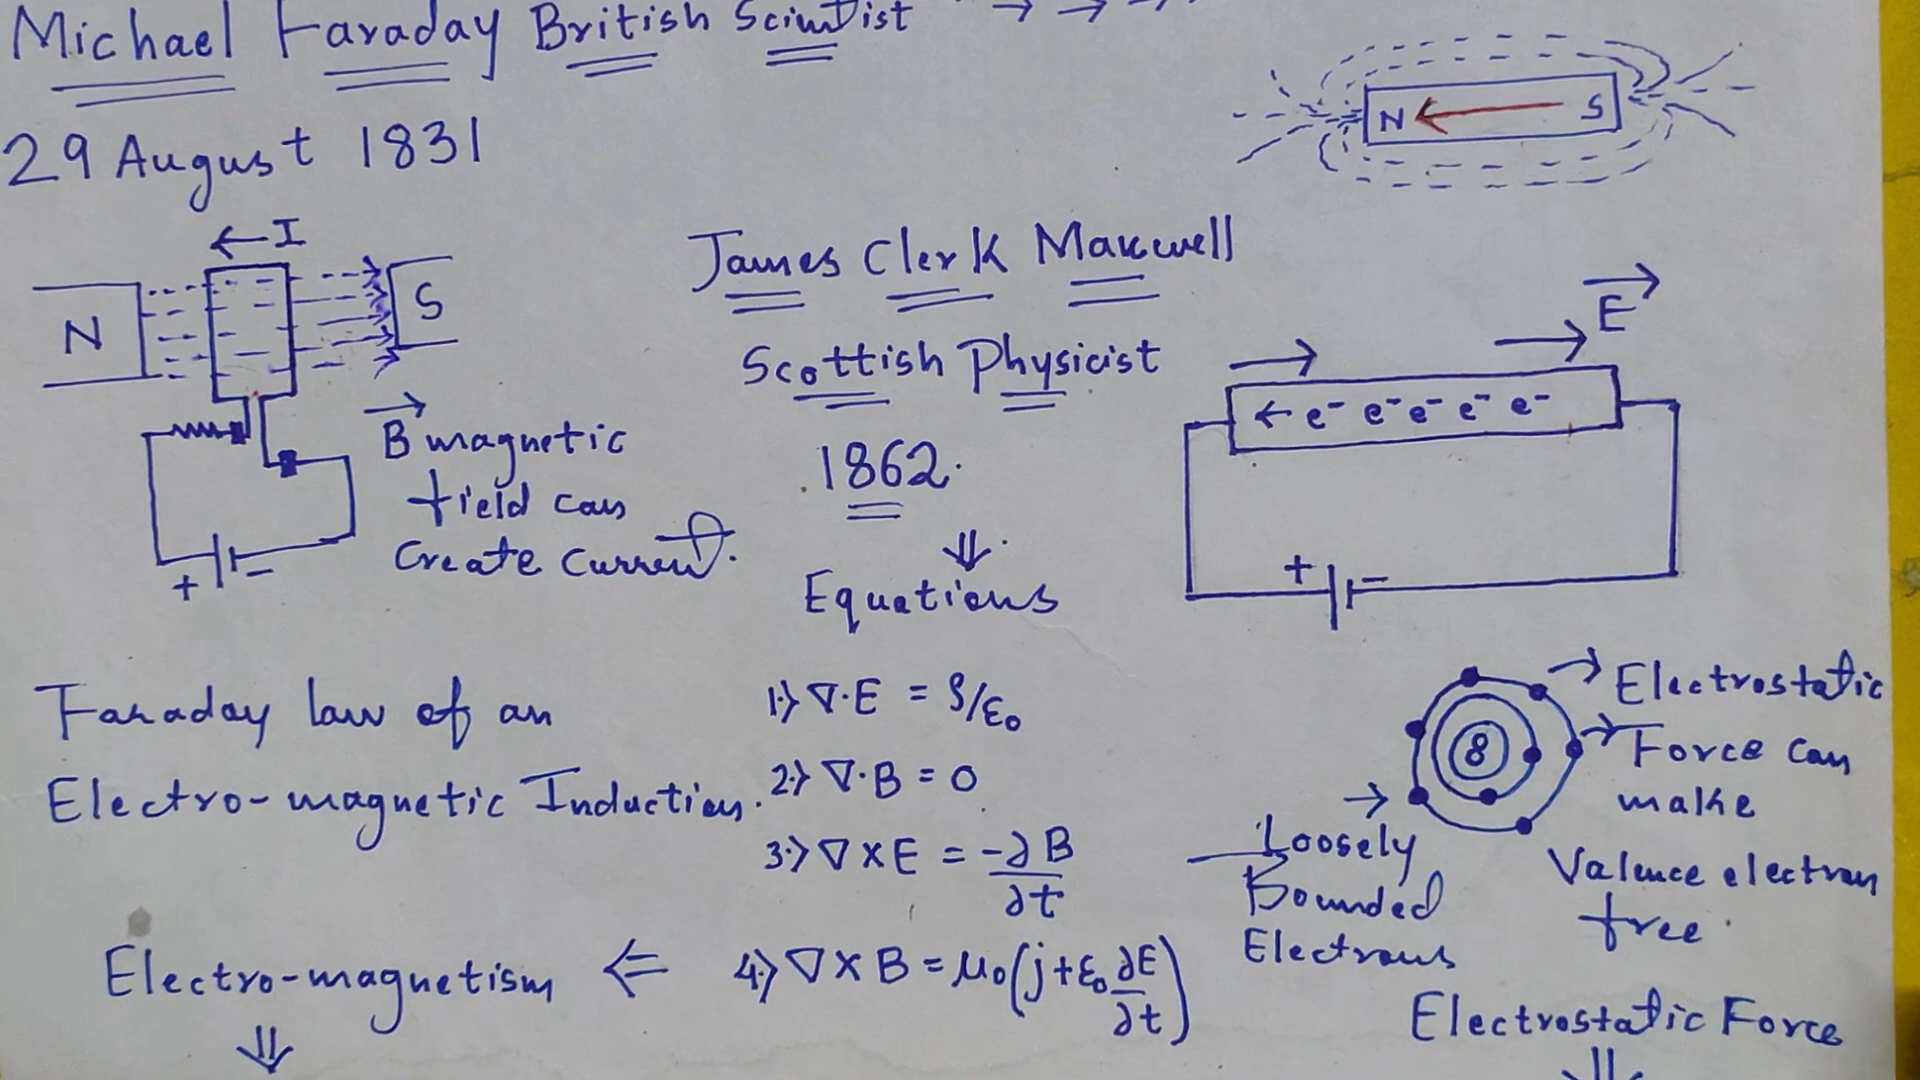 Michael Faraday British Scientist → → →
29 August 1831
N S
← I
N S
B magnetic
field can
Create Current.
+ -
James Clerk Maxwell
Scottish Physicist
1862.
⇓
Equations
E
← e⁻ e⁻ e⁻ e⁻ e⁻
+ -
Faraday law of an
Electro-magnetic Induction.
1) ∇·E = ρ/ε₀
2) ∇·B = 0
3) ∇×E = -∂B/∂t
4) ∇×B = μ₀(j+ε₀ ∂E/∂t)
⇐
Electro-magnetism
⇓
8
→ Electrostatic
→ Force can
make
Valence electron
free.
→ Loosely
Bounded
Electrons
Electrostatic Force
⇓